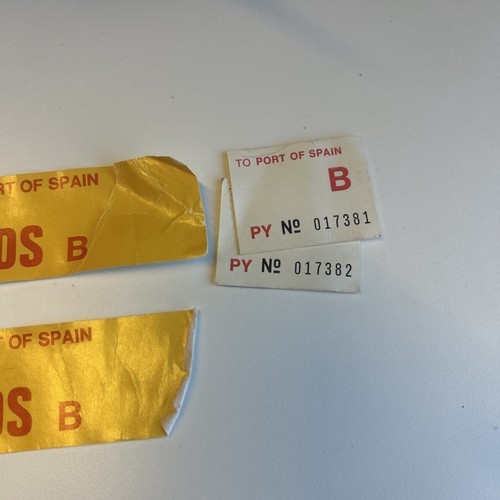 RT OF SPAIN
OS B
TO PORT OF SPAIN
B
PY Nº 017381
PY Nº 017382
OF SPAIN
OS B